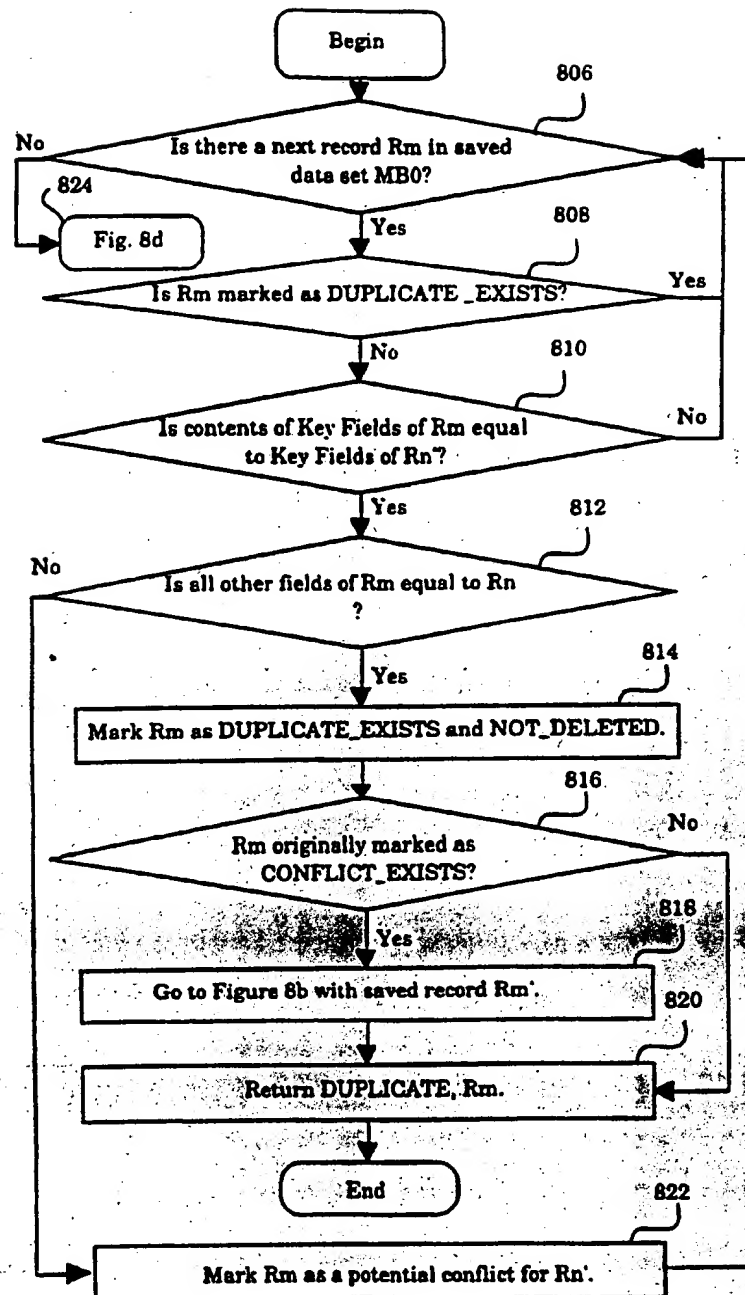 Begin
806
No
Is there a next record Rm in saved
data set MB0?
824
Fig. 8d
Yes
808
Is Rm marked as DUPLICATE_EXISTS?
Yes
No
810
Is contents of Key Fields of Rm equal
to Key Fields of Rn'?
No
Yes
812
No
Is all other fields of Rm equal to Rn
?
Yes
814
Mark Rm as DUPLICATE_EXISTS and NOT_DELETED.
816
No
Rm originally marked as
CONFLICT_EXISTS?
Yes
818
Go to Figure 8b with saved record Rm'.
820
Return DUPLICATE, Rm.
End
822
Mark Rm as a potential conflict for Rn'.